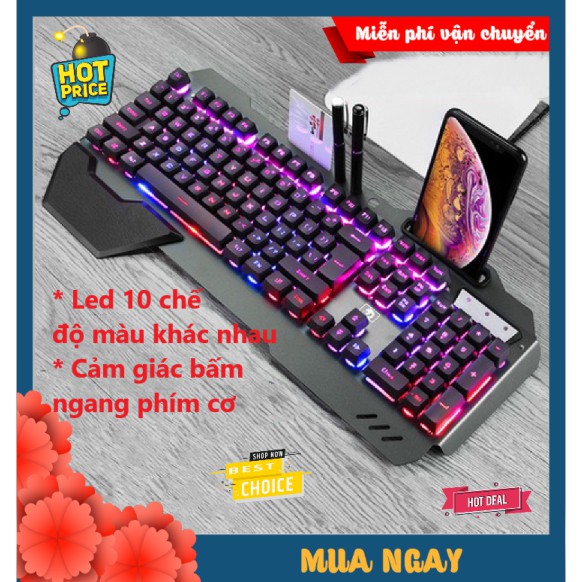 Miễn phí vận chuyển
HOT
PRICE
* Led 10 chế
độ màu khác nhau
* Cảm giác bấm
ngang phím cơ
SHOP NOW
BEST
CHOICE
HOT DEAL
MUA NGAY